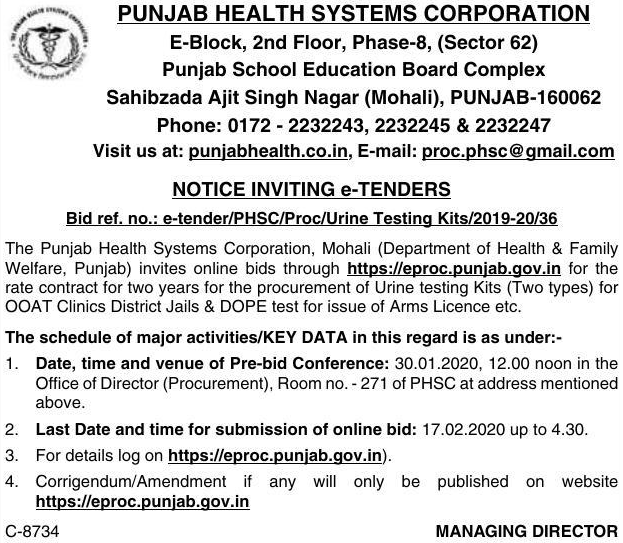 PUNJAB HEALTH SYSTEMS CORPORATION
E-Block, 2nd Floor, Phase-8, (Sector 62)
Punjab School Education Board Complex
Sahibzada Ajit Singh Nagar (Mohali), PUNJAB-160062
Phone: 0172 - 2232243, 2232245 & 2232247
Visit us at: punjabhealth.co.in, E-mail: proc.phsc@gmail.com
NOTICE INVITING e-TENDERS
Bid ref. no.: e-tender/PHSC/Proc/Urine Testing Kits/2019-20/36
The Punjab Health Systems Corporation, Mohali (Department of Health & Family
Welfare, Punjab) invites online bids through https://eproc.punjab.gov.in for the
rate contract for two years for the procurement of Urine testing Kits (Two types) for
OOAT Clinics District Jails & DOPE test for issue of Arms Licence etc.
The schedule of major activities/KEY DATA in this regard is as under:-
1. Date, time and venue of Pre-bid Conference: 30.01.2020, 12.00 noon in the
Office of Director (Procurement), Room no. - 271 of PHSC at address mentioned
above.
2. Last Date and time for submission of online bid: 17.02.2020 up to 4.30.
3. For details log on https://eproc.punjab.gov.in).
4. Corrigendum/Amendment if any will only be published on website
https://eproc.punjab.gov.in
C-8734 MANAGING DIRECTOR